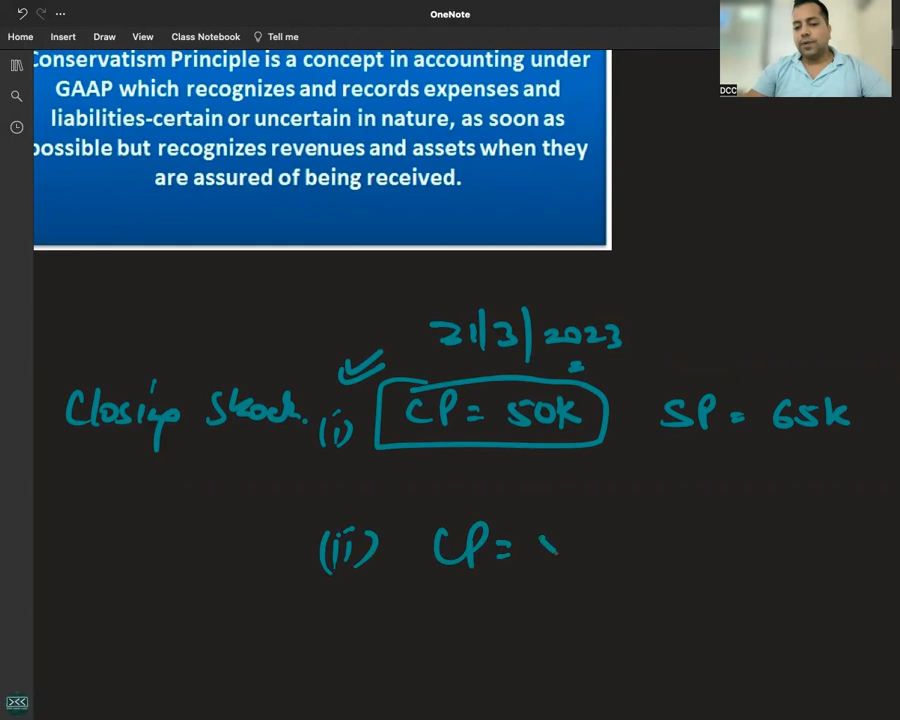 OneNote
Home Insert Draw View Class Notebook Tell me
DCC
Conservatism Principle is a concept in accounting under
GAAP which recognizes and records expenses and
liabilities-certain or uncertain in nature, as soon as
possible but recognizes revenues and assets when they
are assured of being received.
31|3|2023
Closing Stock. (i) CP = 50K SP = 65K
(ii) CP =